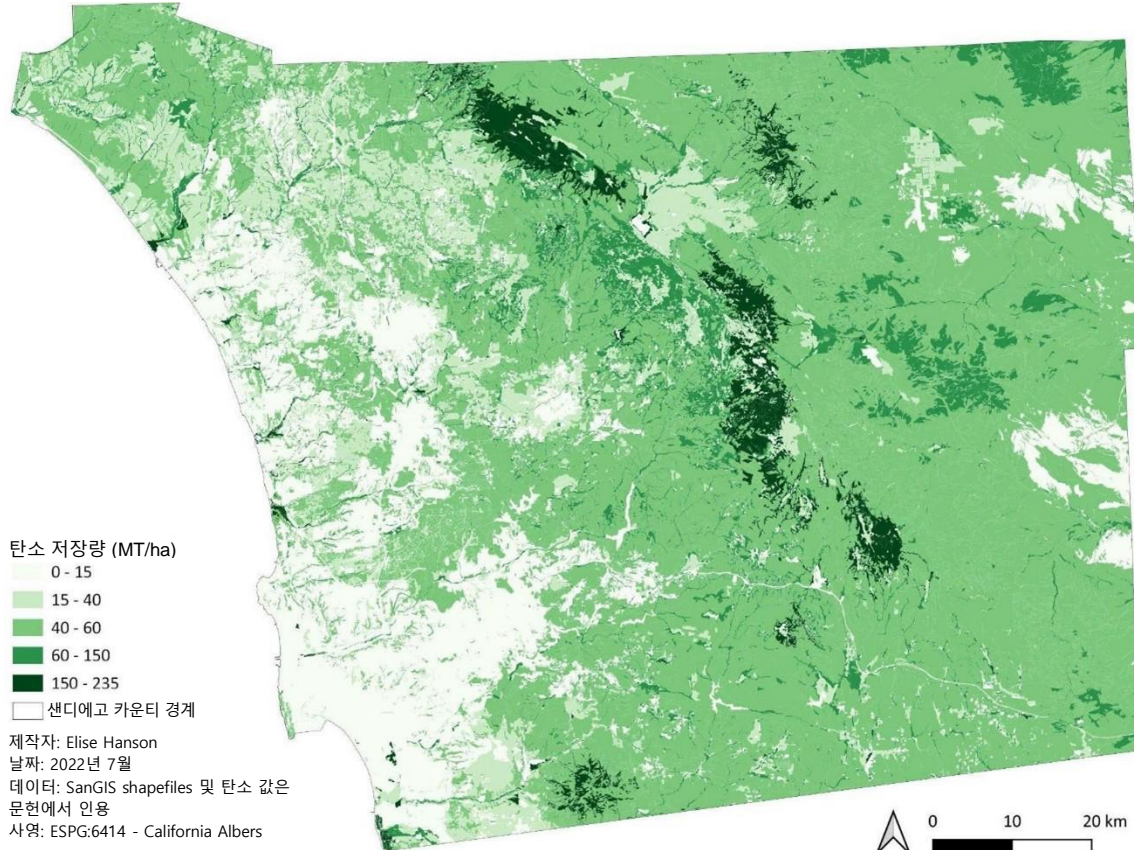 탄소 저장량 (MT/ha)
0 - 15
15 - 40
40 - 60
60 - 150
150 - 235
샌디에고 카운티 경계
제작자: Elise Hanson
날짜: 2022년 7월
데이터: SanGIS shapefiles 및 탄소 값은
문헌에서 인용
사영: ESPG:6414 - California Albers
0 10 20 km